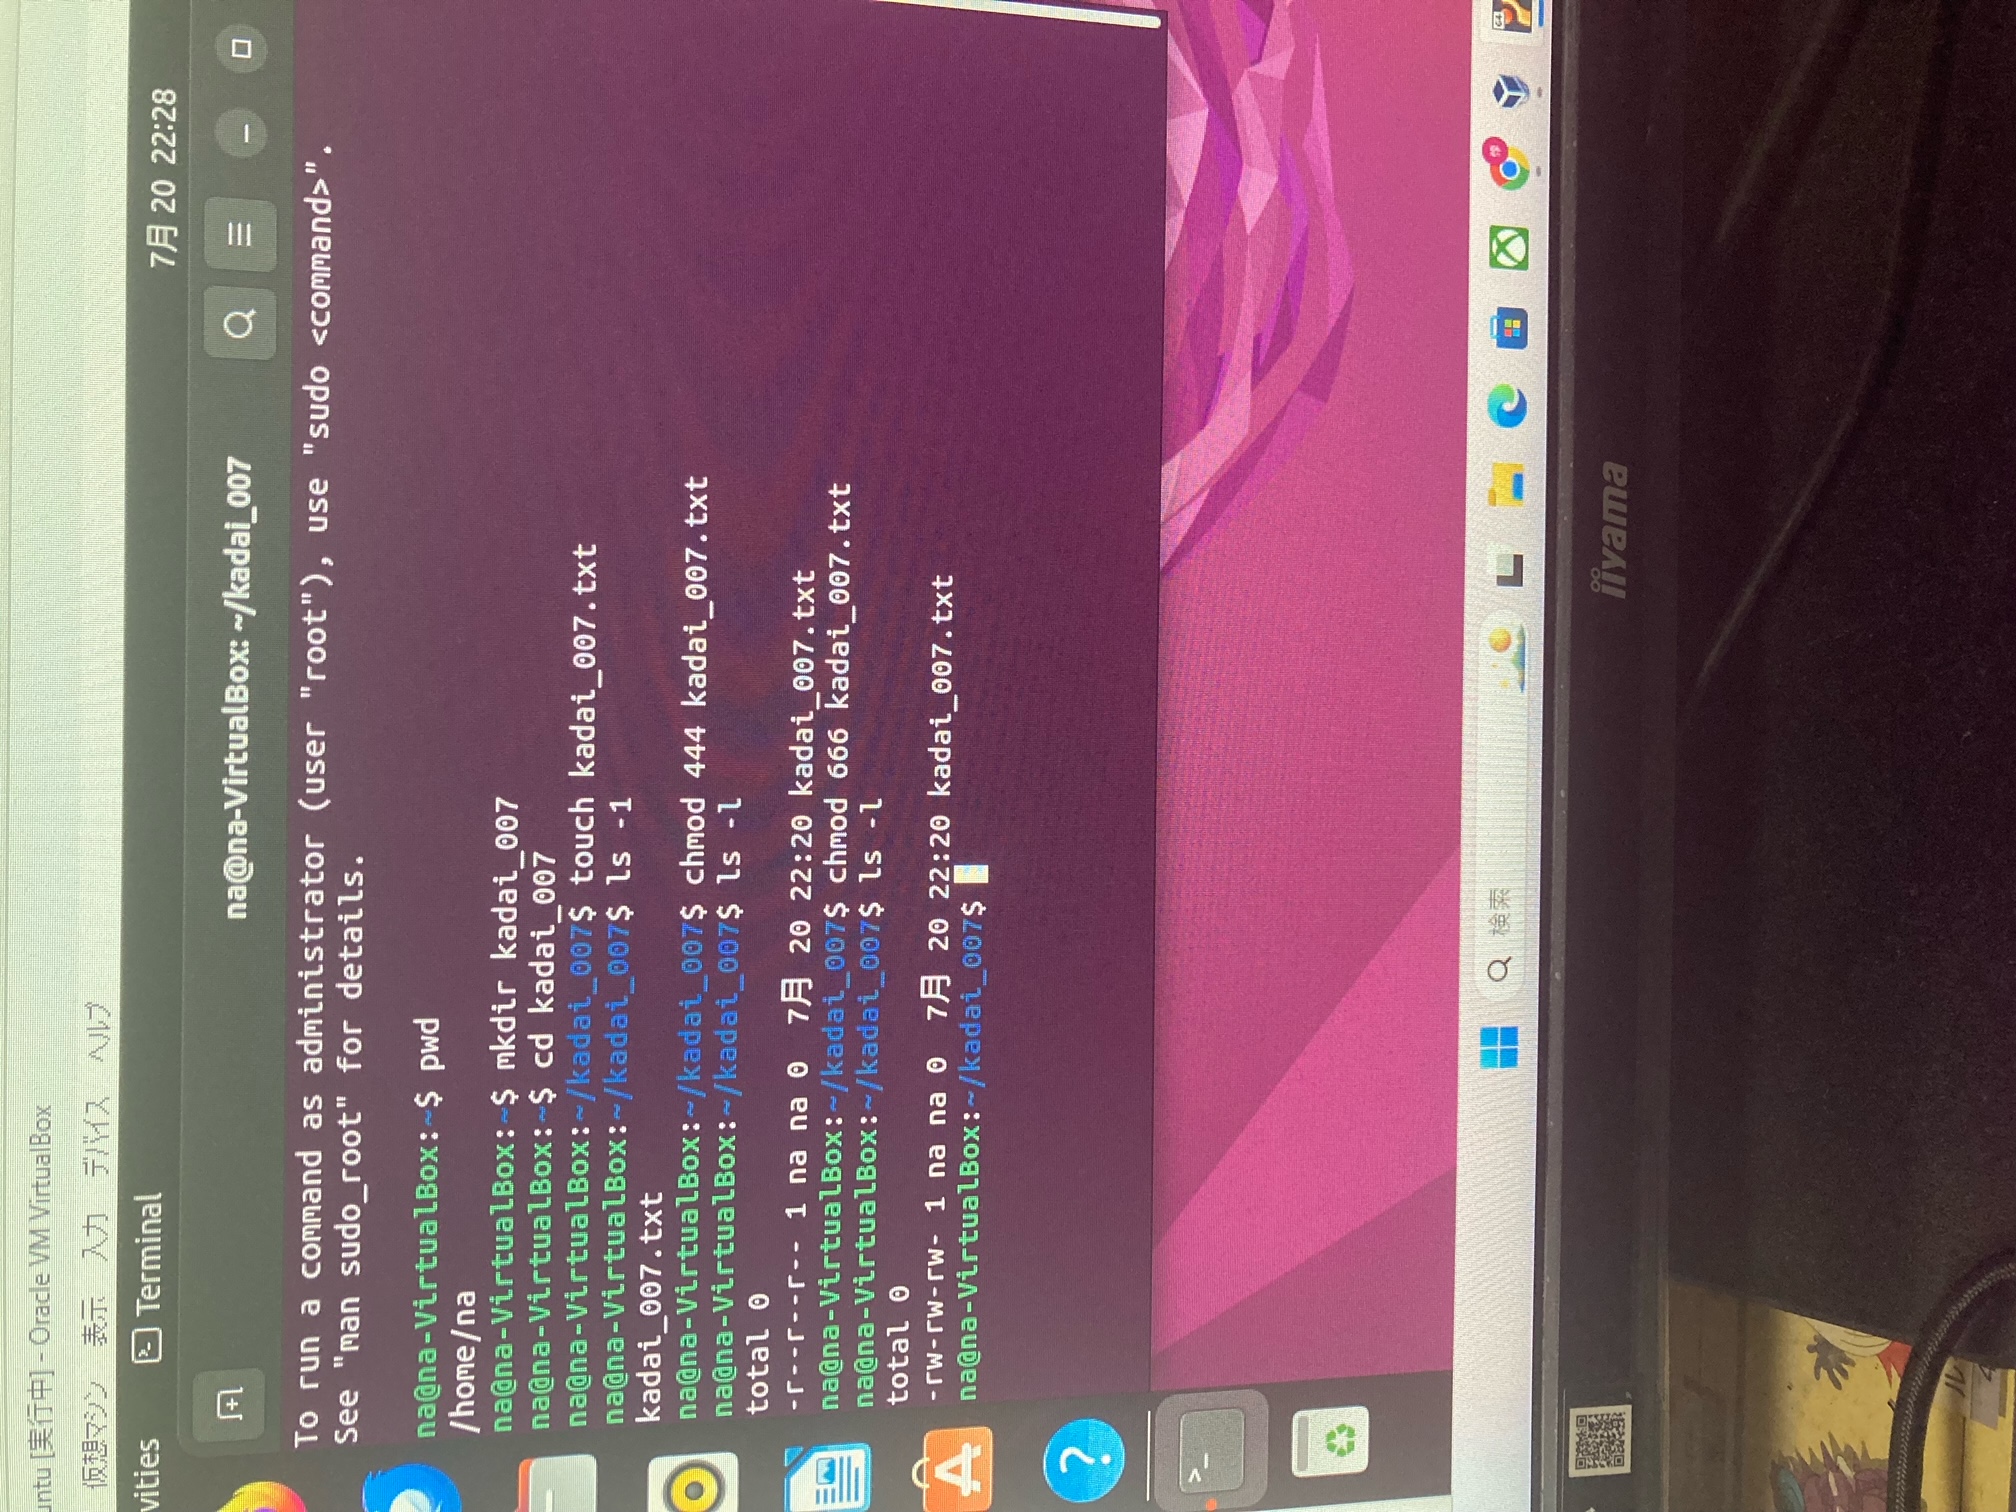 untu [実行中] - Oracle VM VirtualBox
仮想マシン 表示 入力 デバイス ヘルプ
vities Terminal 7月 20 22:28
na@na-VirtualBox: ~/kadai_007
To run a command as administrator (user "root"), use "sudo <command>".
See "man sudo_root" for details.
na@na-VirtualBox:~$ pwd
/home/na
na@na-VirtualBox:~$ mkdir kadai_007
na@na-VirtualBox:~$ cd kadai_007
na@na-VirtualBox:~/kadai_007$ touch kadai_007.txt
na@na-VirtualBox:~/kadai_007$ ls -1
kadai_007.txt
na@na-VirtualBox:~/kadai_007$ chmod 444 kadai_007.txt
na@na-VirtualBox:~/kadai_007$ ls -l
total 0
-r--r--r-- 1 na na 0  7月 20 22:20 kadai_007.txt
na@na-VirtualBox:~/kadai_007$ chmod 666 kadai_007.txt
na@na-VirtualBox:~/kadai_007$ ls -l
total 0
-rw-rw-rw- 1 na na 0  7月 20 22:20 kadai_007.txt
na@na-VirtualBox:~/kadai_007$
検索
iiyama
ル